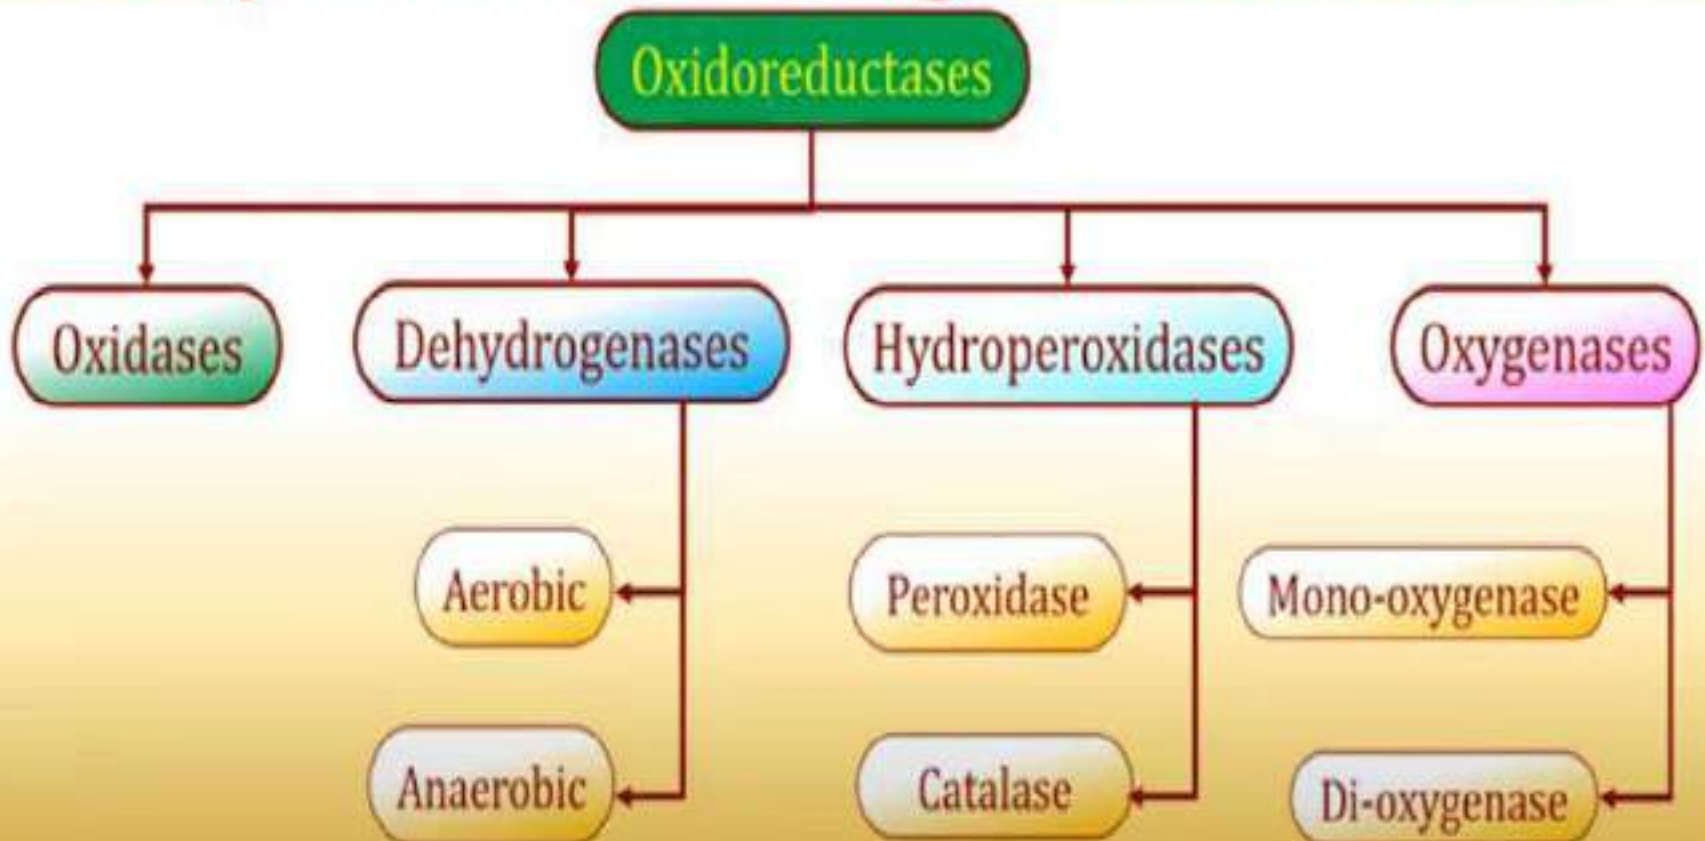 Oxidoreductases
Oxidases
Dehydrogenases
Hydroperoxidases
Oxygenases
Aerobic
Peroxidase
Mono-oxygenase
Anaerobic
Catalase
Di-oxygenase